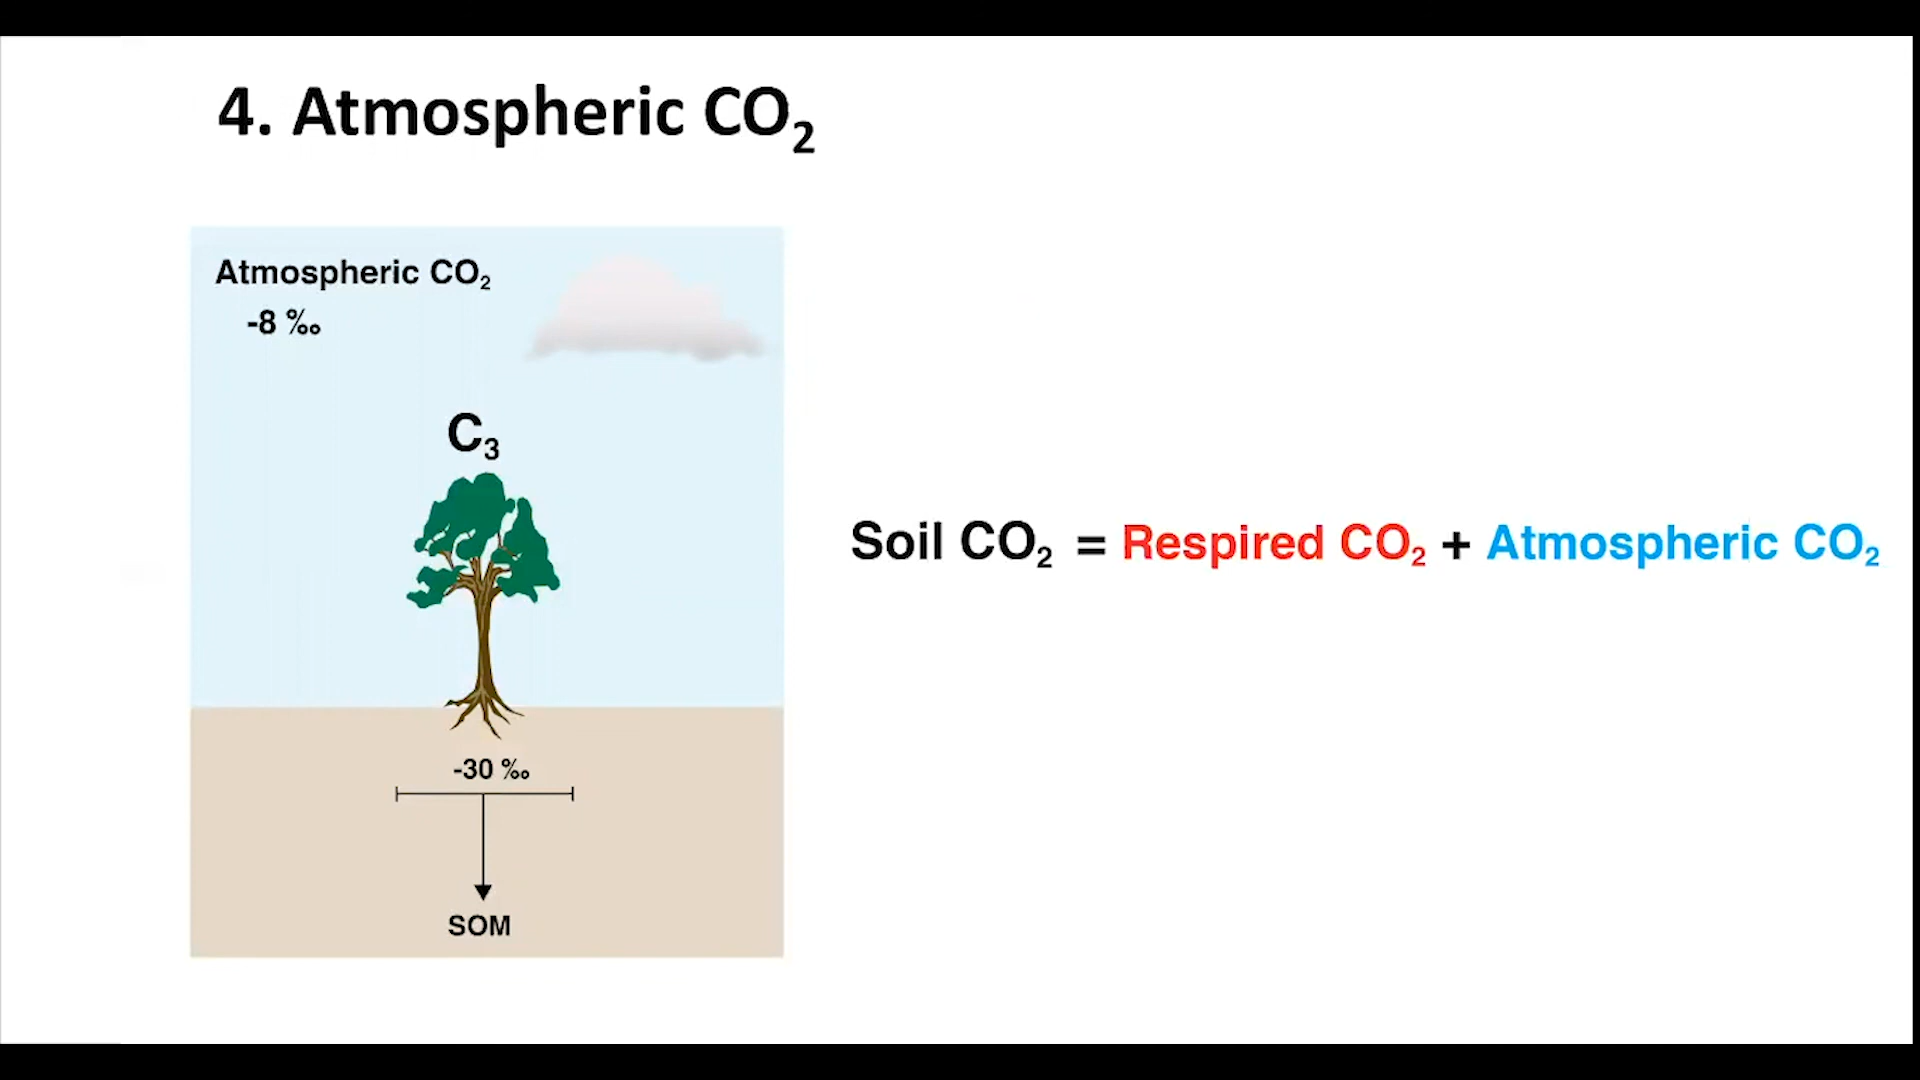 4. Atmospheric CO₂
Atmospheric CO₂
-8 ‰
C₃
Soil CO₂ = Respired CO₂ + Atmospheric CO₂
-30 ‰
SOM